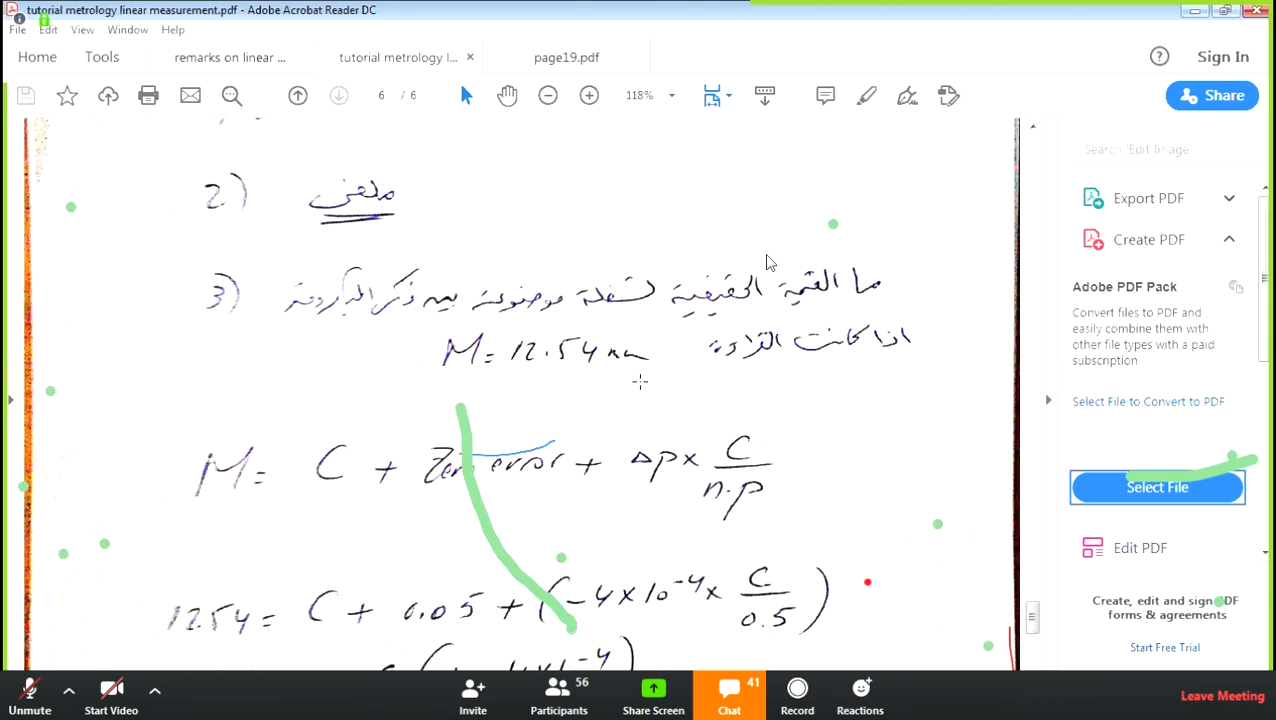 tutorial metrology linear measurement.pdf - Adobe Acrobat Reader DC
File Edit View Window Help
Home Tools remarks on linear ... tutorial metrology l... × page19.pdf Sign In
6 / 6 118% Share
2) ملغى
3) ما القيمة الحقيقية لشغلة موضوعة بين فكي
اذا كانت القراءة M = 12.54 mm
M = C + Zero error + Δp × C/n.p
12.54 = C + 0.05 + (-4×10⁻⁴ × C/0.5)
Search 'Edit Image'
Export PDF
Create PDF
Adobe PDF Pack
Convert files to PDF and
easily combine them with
other file types with a paid
subscription
Select File to Convert to PDF
Select File
Edit PDF
Create, edit and sign PDF
forms & agreements
Start Free Trial
Unmute Start Video Invite Participants 56 Share Screen Chat 41 Record Reactions Leave Meeting